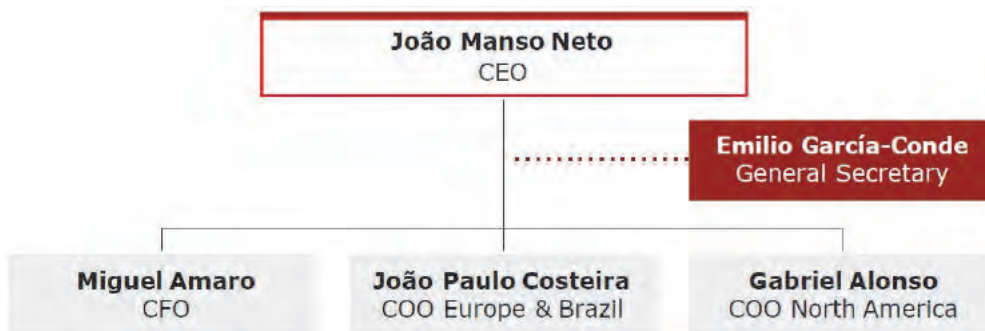 João Manso Neto
CEO
Emilio García-Conde
General Secretary
Miguel Amaro
CFO
João Paulo Costeira
COO Europe & Brazil
Gabriel Alonso
COO North America